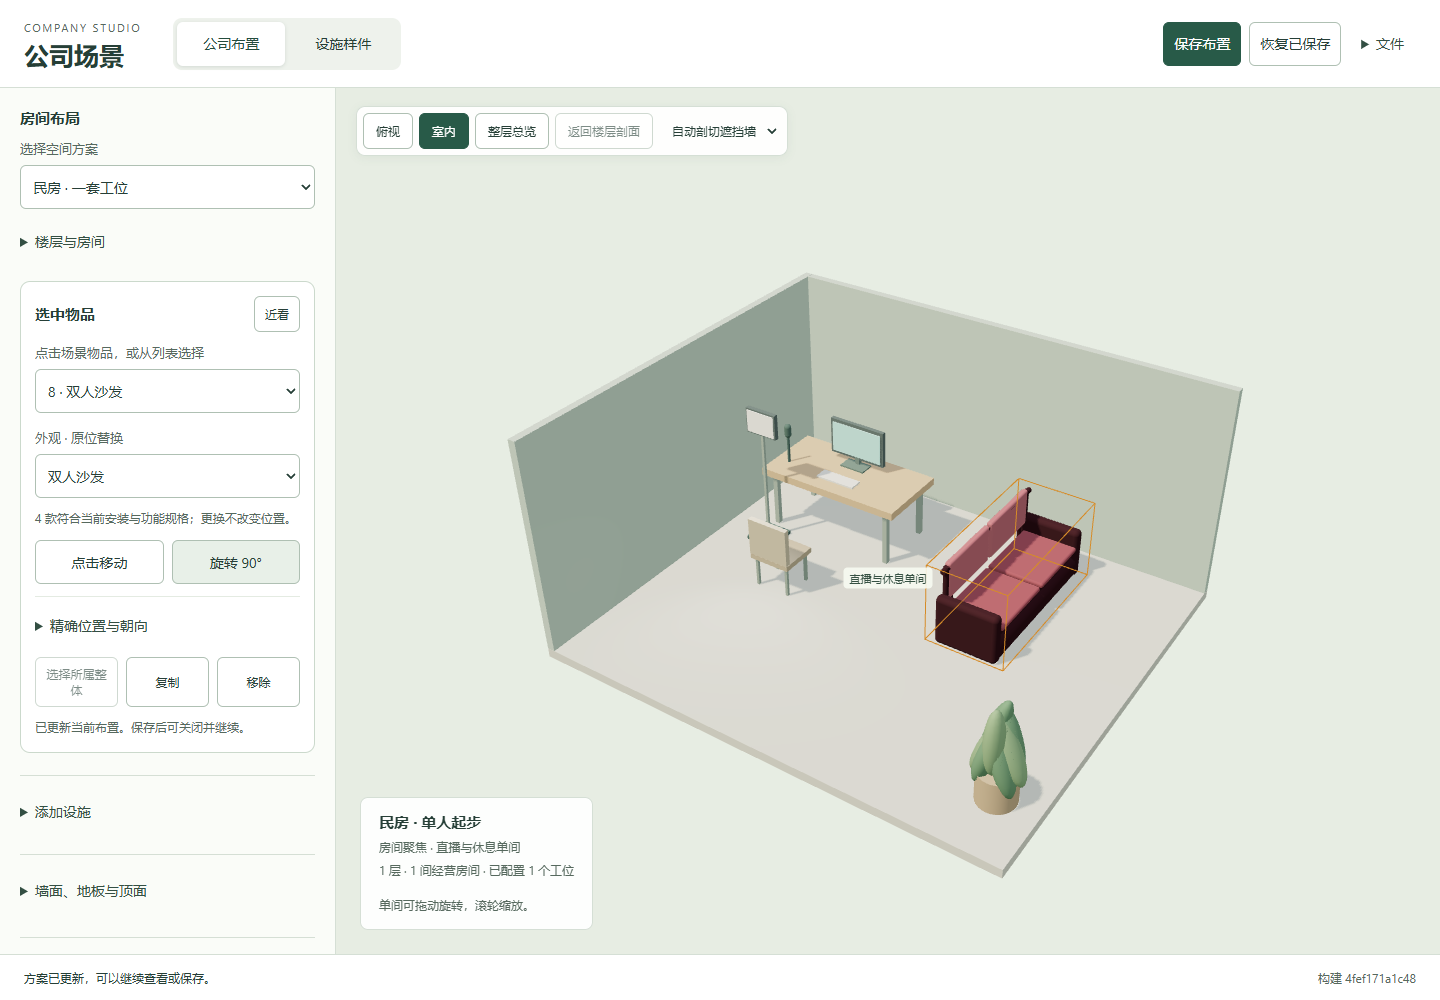 COMPANY STUDIO
公司场景
公司布置
设施样件
保存布置
恢复已保存
▶ 文件
房间布局
选择空间方案
民房 · 一套工位
▶ 楼层与房间
选中物品
近看
点击场景物品，或从列表选择
8 · 双人沙发
外观 · 原位替换
双人沙发
4 款符合当前安装与功能规格；更换不改变位置。
点击移动
旋转 90°
▶ 精确位置与朝向
选择所属整
体
复制
移除
已更新当前布置。保存后可关闭并继续。
▶ 添加设施
▶ 墙面、地板与顶面
俯视
室内
整层总览
返回楼层剖面
自动剖切遮挡墙
直播与休息单间
民房 · 单人起步
房间聚焦 · 直播与休息单间
1 层 · 1 间经营房间 · 已配置 1 个工位
单间可拖动旋转，滚轮缩放。
方案已更新，可以继续查看或保存。
构建 4fef171a1c48